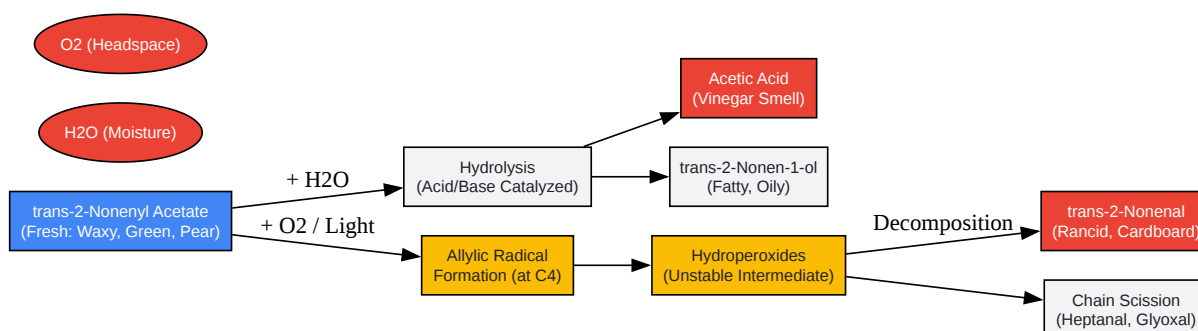 O2 (Headspace)
H2O (Moisture)
trans-2-Nonenyl Acetate
(Fresh: Waxy, Green, Pear)
+ H2O
+ O2 / Light
Hydrolysis
(Acid/Base Catalyzed)
Acetic Acid
(Vinegar Smell)
trans-2-Nonen-1-ol
(Fatty, Oily)
Allylic Radical
Formation (at C4)
Hydroperoxides
(Unstable Intermediate)
Decomposition
trans-2-Nonenal
(Rancid, Cardboard)
Chain Scission
(Heptanal, Glyoxal)